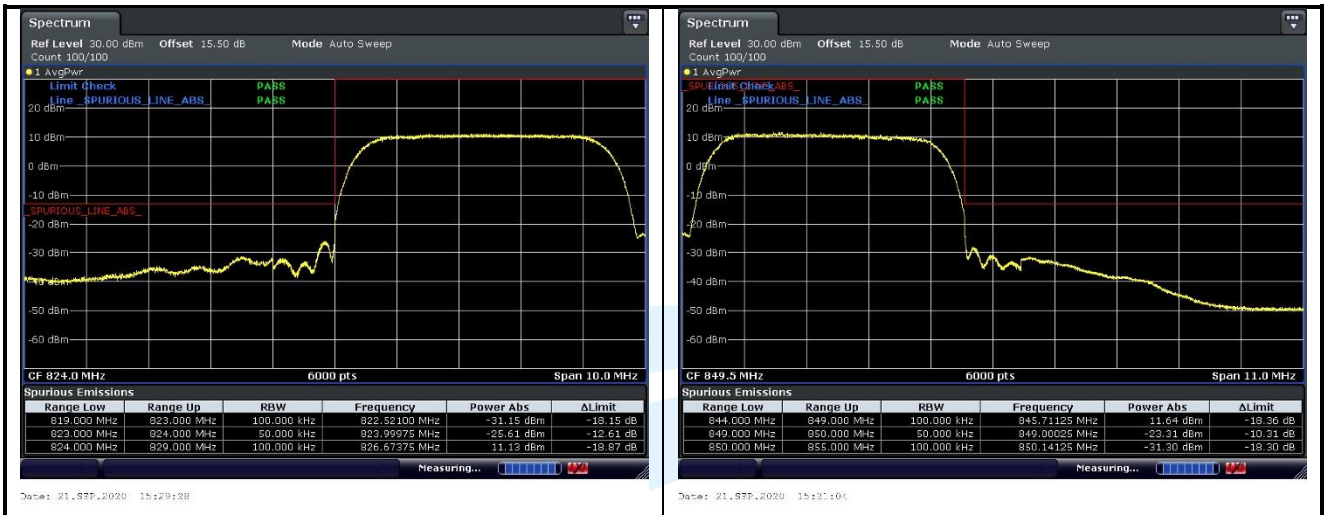 Spectrum
Ref Level 30.00 dBm Offset 15.50 dB Mode Auto Sweep
Count 100/100
1 AvgPwr
Limit Check PASS
Line _SPURIOUS_LINE_ABS_ PASS
20 dBm
10 dBm
0 dBm
-10 dBm
_SPURIOUS_LINE_ABS_
-20 dBm
-30 dBm
-40 dBm
-50 dBm
-60 dBm
CF 824.0 MHz 6000 pts Span 10.0 MHz
Spurious Emissions
Range Low Range Up RBW Frequency Power Abs ΔLimit
819.000 MHz 823.000 MHz 100.000 kHz 822.52100 MHz -31.15 dBm -18.15 dB
823.000 MHz 824.000 MHz 50.000 kHz 823.99975 MHz -25.61 dBm -12.61 dB
824.000 MHz 829.000 MHz 100.000 kHz 826.67375 MHz 11.13 dBm -18.87 dB
Measuring...
Date: 21.SEP.2020 15:29:28
Spectrum
Ref Level 30.00 dBm Offset 15.50 dB Mode Auto Sweep
Count 100/100
1 AvgPwr
Limit Check PASS
Line _SPURIOUS_LINE_ABS_ PASS
20 dBm
10 dBm
0 dBm
-10 dBm
-20 dBm
-30 dBm
-40 dBm
-50 dBm
-60 dBm
CF 849.5 MHz 6000 pts Span 11.0 MHz
Spurious Emissions
Range Low Range Up RBW Frequency Power Abs ΔLimit
844.000 MHz 849.000 MHz 100.000 kHz 845.71125 MHz 11.64 dBm -18.36 dB
849.000 MHz 850.000 MHz 50.000 kHz 849.00025 MHz -23.31 dBm -10.31 dB
850.000 MHz 855.000 MHz 100.000 kHz 850.14125 MHz -31.30 dBm -18.30 dB
Measuring...
Date: 21.SEP.2020 15:31:04